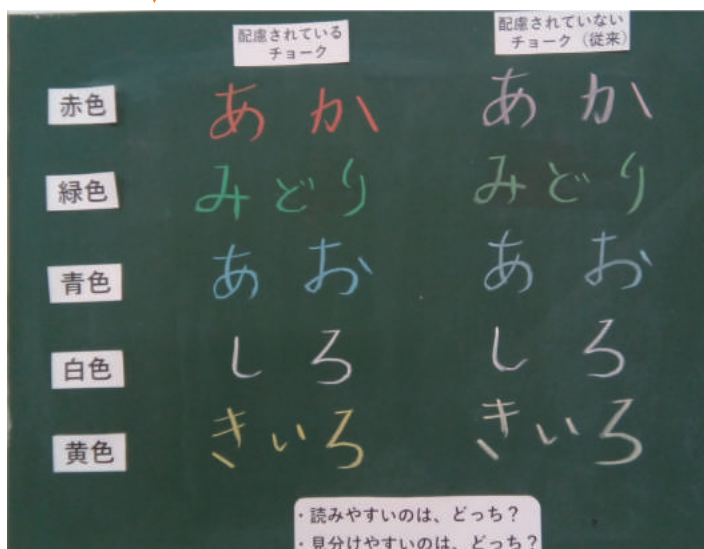 配慮されている
チョーク
配慮されていない
チョーク（従来）
赤色 あ か あ か
緑色 みどり みどり
青色 あ お あ お
白色 し ろ し ろ
黄色 きいろ きいろ
・読みやすいのは、どっち？
・見分けやすいのは、どっち？